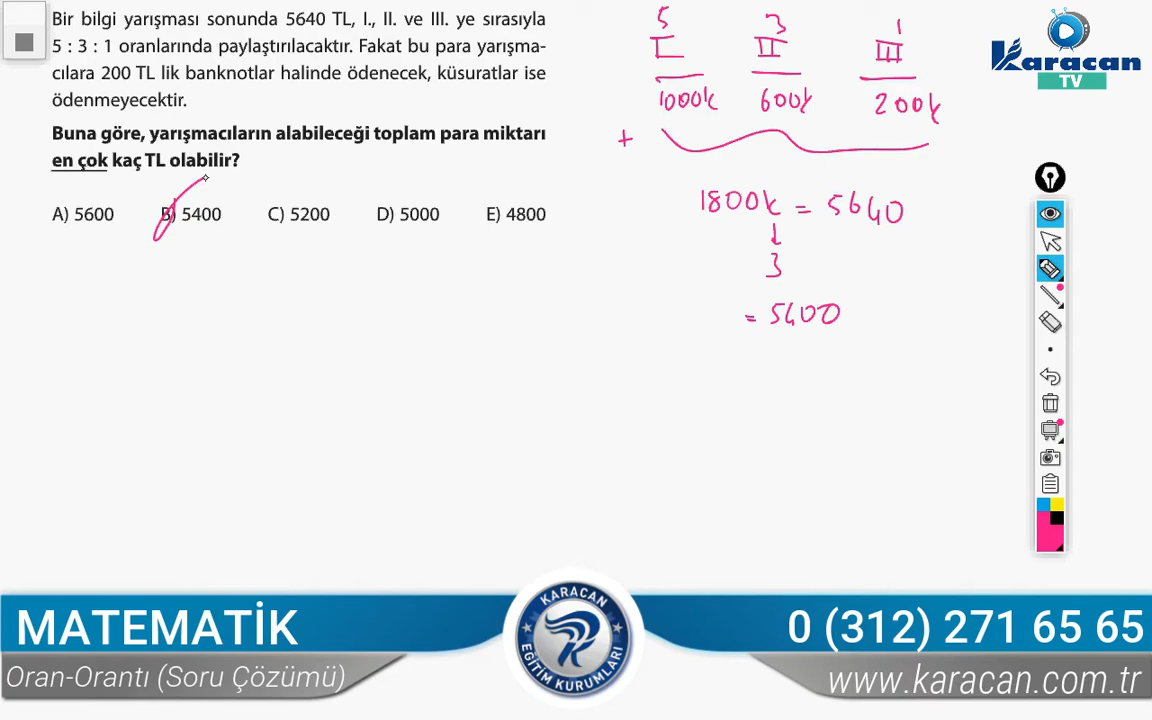 Bir bilgi yarışması sonunda 5640 TL, I., II. ve III. ye sırasıyla
5 : 3 : 1 oranlarında paylaştırılacaktır. Fakat bu para yarışma-
cılara 200 TL lik banknotlar halinde ödenecek, küsuratlar ise
ödenmeyecektir.
Buna göre, yarışmacıların alabileceği toplam para miktarı
en çok kaç TL olabilir?
A) 5600 B) 5400 C) 5200 D) 5000 E) 4800
5 3 1
I II III
1000k 600k 200k
+
1800k = 5640
↓
3
= 5400
Karacan
TV
KARACAN
EĞİTİM KURUMLARI
MATEMATİK
Oran-Orantı (Soru Çözümü)
0 (312) 271 65 65
www.karacan.com.tr